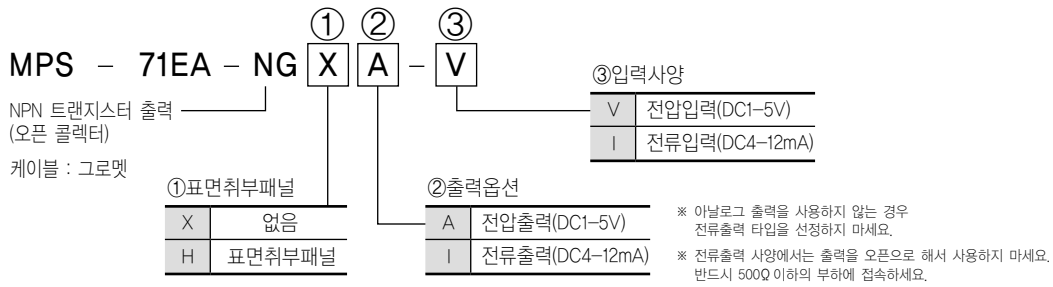 ① ② ③
MPS – 71EA – NG X A – V
NPN 트랜지스터 출력
(오픈 콜렉터)
케이블 : 그로멧
③입력사양
V 전압입력(DC1–5V)
I 전류입력(DC4–12mA)
①표면취부패널
X 없음
H 표면취부패널
②출력옵션
A 전압출력(DC1–5V)
I 전류출력(DC4–12mA)
※ 아날로그 출력을 사용하지 않는 경우
전류출력 타입을 선정하지 마세요.
※ 전류출력 사양에서는 출력을 오픈으로 해서 사용하지 마세요.
반드시 500Ω 이하의 부하에 접속하세요.